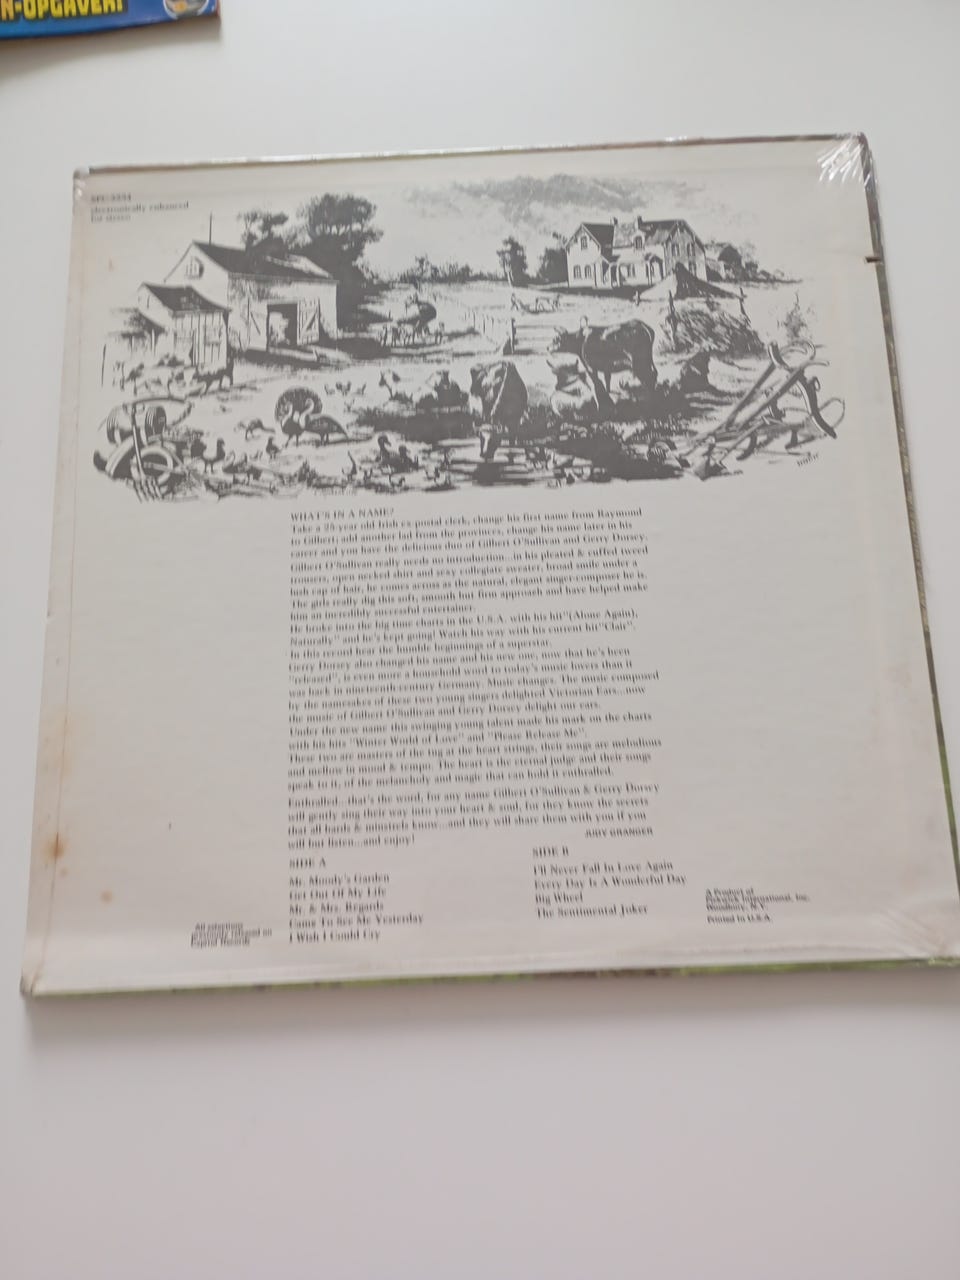 N-OPGAVER!
electronically enhanced
for stereo
WHAT'S IN A NAME?
Take a 25-year old Irish ex-postal clerk, change his first name from Raymond
to Gilbert; add another lad from the provinces, change his name later in his
career and you have the delicious duo of Gilbert O'Sullivan and Gerry Dorsey.
Gilbert O'Sullivan really needs no introduction...in his pleated & cuffed tweed
trousers, open necked shirt and sexy collegiate sweater, broad smile under a
lush cap of hair, he comes across as the natural, elegant singer-composer he is.
The girls really dig this soft, smooth but firm approach and have helped make
him an incredibly successful entertainer.
He broke into the big time charts in the U.S.A. with his hit "(Alone Again),
Naturally" and he's kept going! Watch his way with his current hit "Clair".
In this record hear the humble beginnings of a superstar.
Gerry Dorsey also changed his name and his new one, now that he's been
"released", is even more a household word to today's music lovers than it
was back in nineteenth-century Germany. Music changes. The music composed
by the namesakes of these two young singers delighted Victorian Ears...now
the music of Gilbert O'Sullivan and Gerry Dorsey delight our ears.
Under the new name this swinging young talent made his mark on the charts
with his hits "Winter World of Love" and "Please Release Me".
These two are masters of the tug at the heart strings, their songs are melodious
and mellow in mood & tempo. The heart is the eternal judge and their songs
speak to it, of the melancholy and magic that can hold it enthralled.
Enthralled...that's the word, for any name Gilbert O'Sullivan & Gerry Dorsey
will gently sing their way into your heart & soul, for they know the secrets
that all bards & minstrels know...and they will share them with you if you
will but listen...and enjoy!
JUDY GRANGER
SIDE A
Mr. Moody's Garden
Get Out Of My Life
Mr. & Mrs. Regards
Come To See Me Yesterday
I Wish I Could Cry
SIDE B
I'll Never Fall In Love Again
Every Day Is A Wonderful Day
Big Wheel
The Sentimental Joker
All selections
released on
Capitol Records
A Product of
Pickwick International, Inc.
Woodbury, N.Y.
Printed in U.S.A.